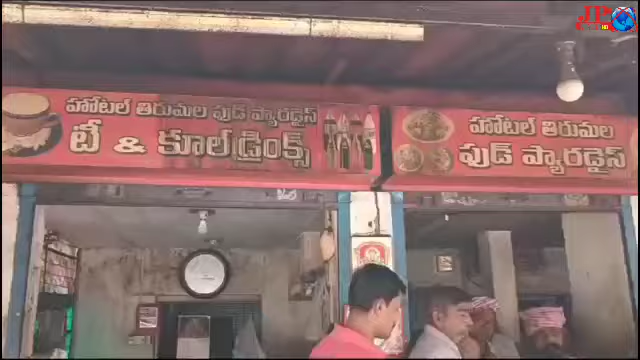 హోటల్ తిరుమల ఫుడ్ ప్యారడైస్
టీ & కూల్‌డ్రింక్స్
హోటల్ తిరుమల
ఫుడ్ ప్యారడైస్